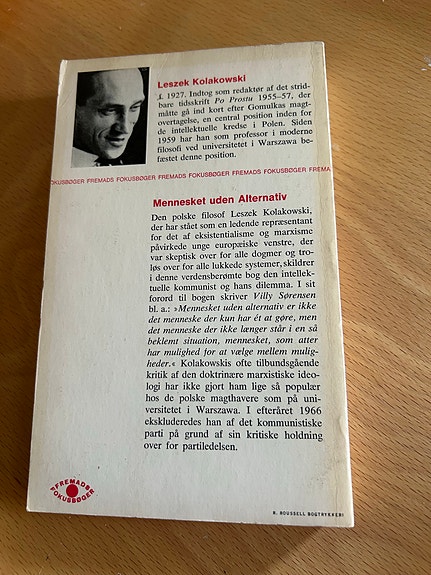 Leszek Kolakowski
f. 1927. Indtog som redaktør af det strid-
bare tidsskrift Po Prostu 1955–57, der
måtte gå ind kort efter Gomulkas magt-
overtagelse, en central position inden for
de intellektuelle kredse i Polen. Siden
1959 har han som professor i moderne
filosofi ved universitetet i Warszawa be-
fæstet denne position.
OKUSBØGER FREMADS FOKUSBØGER FREMADS FOKUSBØGER FREMADS FOKUSBØGER FREMA
Mennesket uden Alternativ
Den polske filosof Leszek Kolakowski,
der har stået som en ledende repræsentant
for det af eksistentialisme og marxisme
påvirkede unge europæiske venstre, der
var skeptisk over for alle dogmer og tro-
løs over for alle lukkede systemer, skildrer
i denne verdensberømte bog den intellek-
tuelle kommunist og hans dilemma. I sit
forord til bogen skriver Villy Sørensen
bl. a.: »Mennesket uden alternativ er ikke
det menneske der kun har ét at gøre, men
det menneske der ikke længer står i en så
beklemt situation, mennesket, som atter
har mulighed for at vælge mellem mulig-
heder.« Kolakowskis ofte tilbundsgående
kritik af den doktrinære marxistiske ideo-
logi har ikke gjort ham lige så populær
hos de polske magthavere som på uni-
versitetet i Warszawa. I efteråret 1966
ekskluderedes han af det kommunistiske
parti på grund af sin kritiske holdning
over for partiledelsen.
FREMADS
FOKUSBØGER
B. ROUSSELL BOGTRYKKERI